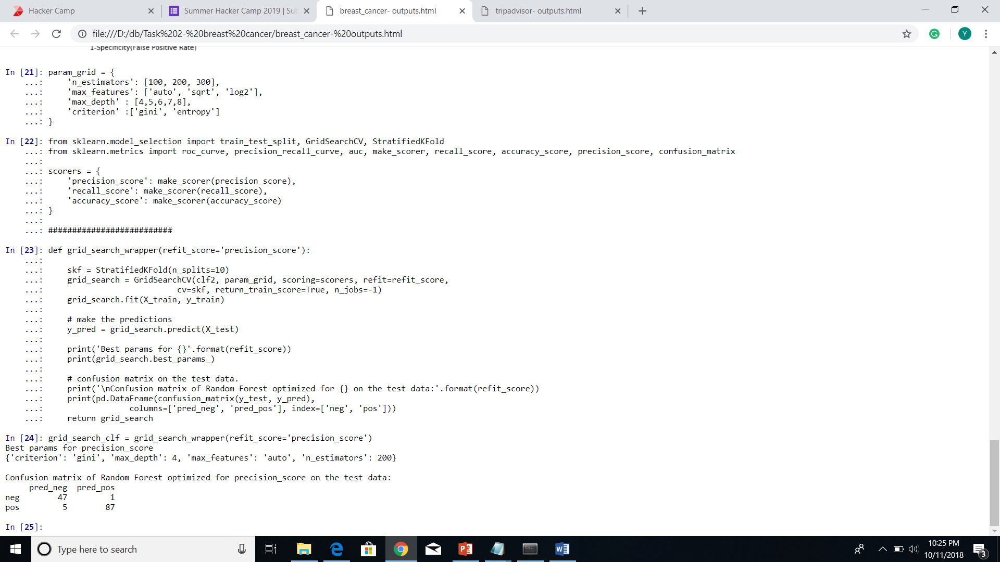 Hacker Camp
Summer Hacker Camp 2019 | Sub
breast_cancer- outputs.html
tripadvisor- outputs.html
file:///D:/db/Task%202-%20breast%20cancer/breast_cancer-%20outputs.html
Y
1-Specificity(False Positive Rate)
In [21]: param_grid = {
...:     'n_estimators': [100, 200, 300],
...:     'max_features': ['auto', 'sqrt', 'log2'],
...:     'max_depth' : [4,5,6,7,8],
...:     'criterion' :['gini', 'entropy']
...: }
In [22]: from sklearn.model_selection import train_test_split, GridSearchCV, StratifiedKFold
...: from sklearn.metrics import roc_curve, precision_recall_curve, auc, make_scorer, recall_score, accuracy_score, precision_score, confusion_matrix
...:
...: scorers = {
...:     'precision_score': make_scorer(precision_score),
...:     'recall_score': make_scorer(recall_score),
...:     'accuracy_score': make_scorer(accuracy_score)
...: }
...:
...: ##########################
In [23]: def grid_search_wrapper(refit_score='precision_score'):
...:
...:     skf = StratifiedKFold(n_splits=10)
...:     grid_search = GridSearchCV(clf2, param_grid, scoring=scorers, refit=refit_score,
...:                            cv=skf, return_train_score=True, n_jobs=-1)
...:     grid_search.fit(X_train, y_train)
...:
...:     # make the predictions
...:     y_pred = grid_search.predict(X_test)
...:
...:     print('Best params for {}'.format(refit_score))
...:     print(grid_search.best_params_)
...:
...:     # confusion matrix on the test data.
...:     print('\nConfusion matrix of Random Forest optimized for {} on the test data:'.format(refit_score))
...:     print(pd.DataFrame(confusion_matrix(y_test, y_pred),
...:                  columns=['pred_neg', 'pred_pos'], index=['neg', 'pos']))
...:     return grid_search
In [24]: grid_search_clf = grid_search_wrapper(refit_score='precision_score')
Best params for precision_score
{'criterion': 'gini', 'max_depth': 4, 'max_features': 'auto', 'n_estimators': 200}
Confusion matrix of Random Forest optimized for precision_score on the test data:
     pred_neg  pred_pos
neg        47         1
pos         5        87
In [25]:
Type here to search
10:25 PM
10/11/2018
3